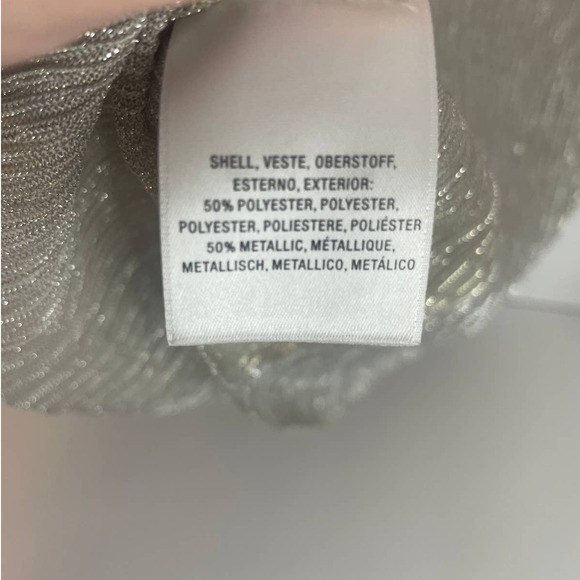 SHELL, VESTE, OBERSTOFF,
ESTERNO, EXTERIOR:
50% POLYESTER, POLYESTER,
POLYESTER, POLIESTERE, POLIÉSTER
50% METALLIC, MÉTALLIQUE,
METALLISCH, METALLICO, METÁLICO